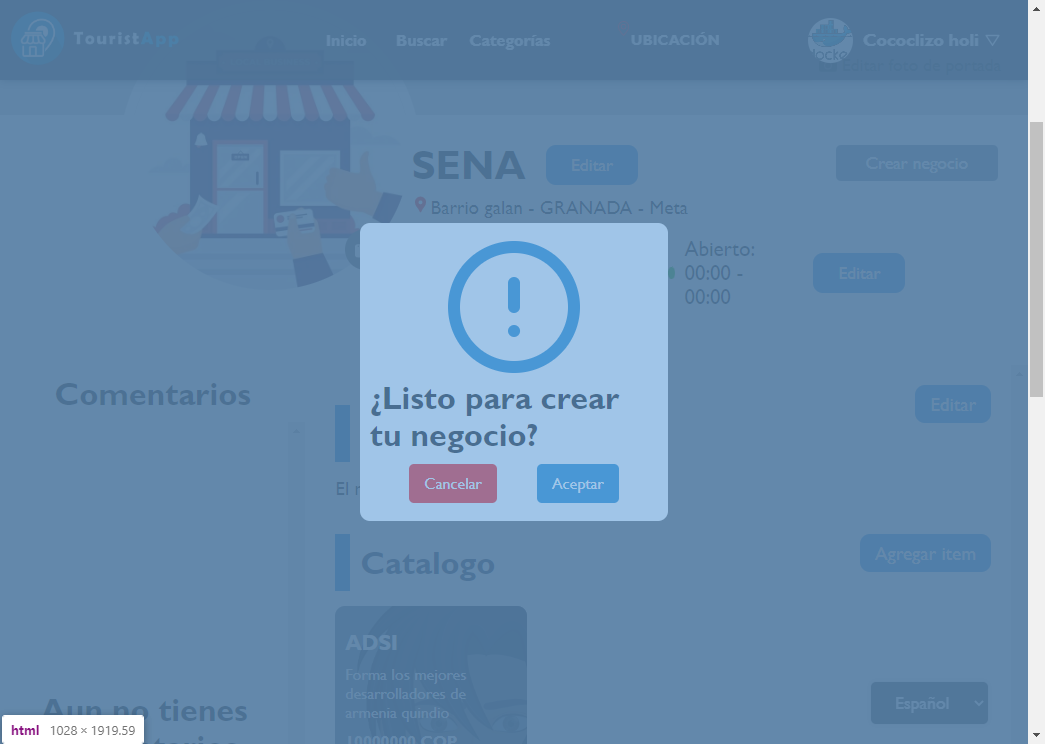 TouristApp
Inicio
Buscar
Categorías
UBICACIÓN
Cococlizo holi
SENA
Editar
Crear negocio
Barrio galan - GRANADA - Meta
Abierto:
00:00 -
00:00
Editar
¿Listo para crear
tu negocio?
Cancelar
Aceptar
Comentarios
Editar
El
Catalogo
Agregar item
ADSI
Forma los mejores
desarrolladores de
armenia quindio
10000000 COP
Español
Aun no tienes
html 1028 × 1919.59